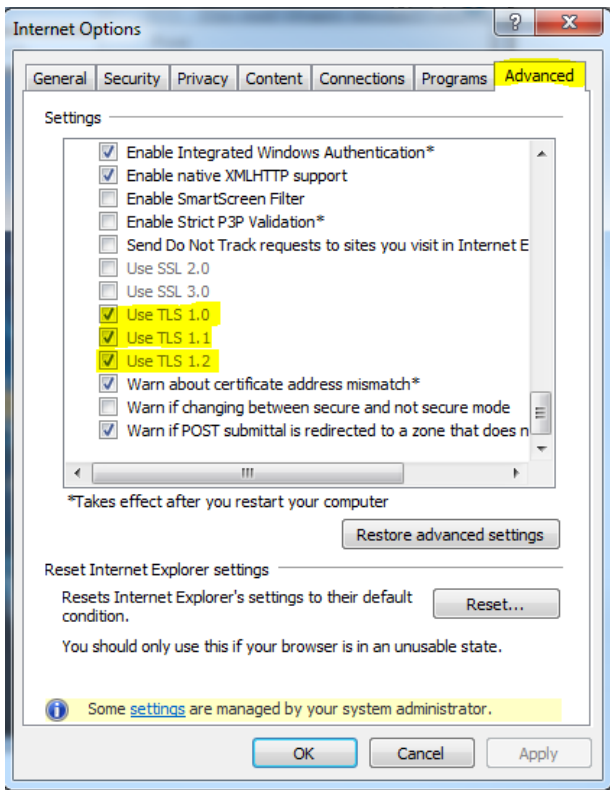 Internet Options
General Security Privacy Content Connections Programs Advanced
Settings
Enable Integrated Windows Authentication*
Enable native XMLHTTP support
Enable SmartScreen Filter
Enable Strict P3P Validation*
Send Do Not Track requests to sites you visit in Internet E
Use SSL 2.0
Use SSL 3.0
Use TLS 1.0
Use TLS 1.1
Use TLS 1.2
Warn about certificate address mismatch*
Warn if changing between secure and not secure mode
Warn if POST submittal is redirected to a zone that does n
*Takes effect after you restart your computer
Restore advanced settings
Reset Internet Explorer settings
Resets Internet Explorer's settings to their default
condition.
Reset...
You should only use this if your browser is in an unusable state.
Some settings are managed by your system administrator.
OK Cancel Apply